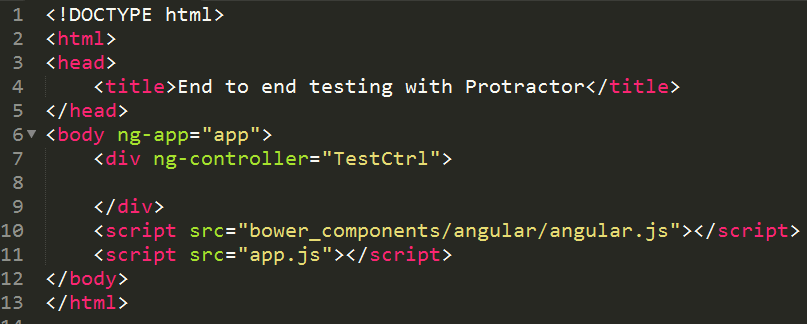 1 <!DOCTYPE html>
2 <html>
3 <head>
4     <title>End to end testing with Protractor</title>
5 </head>
6 <body ng-app="app">
7     <div ng-controller="TestCtrl">
8
9     </div>
10     <script src="bower_components/angular/angular.js"></script>
11     <script src="app.js"></script>
12 </body>
13 </html>
14